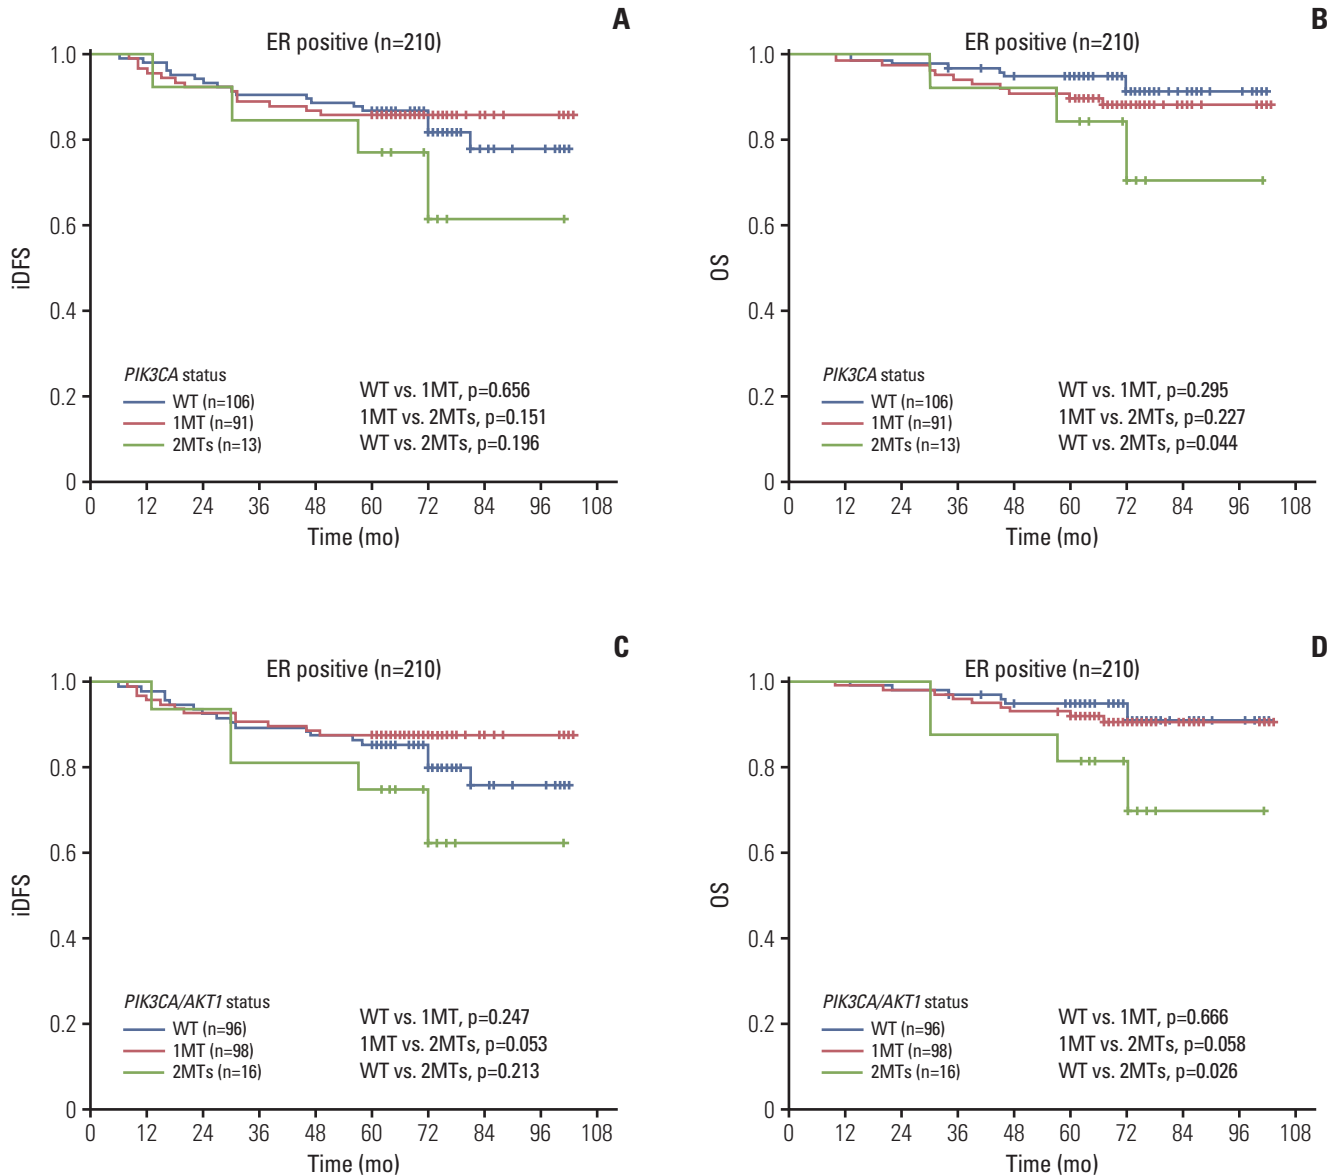 A
ER positive (n=210)
1.0
0.8
0.6
0.4
0.2
0
iDFS
PIK3CA status
WT (n=106)
1MT (n=91)
2MTs (n=13)
WT vs. 1MT, p=0.656
1MT vs. 2MTs, p=0.151
WT vs. 2MTs, p=0.196
0 12 24 36 48 60 72 84 96 108
Time (mo)
B
ER positive (n=210)
1.0
0.8
0.6
0.4
0.2
0
OS
PIK3CA status
WT (n=106)
1MT (n=91)
2MTs (n=13)
WT vs. 1MT, p=0.295
1MT vs. 2MTs, p=0.227
WT vs. 2MTs, p=0.044
0 12 24 36 48 60 72 84 96 108
Time (mo)
C
ER positive (n=210)
1.0
0.8
0.6
0.4
0.2
0
iDFS
PIK3CA/AKT1 status
WT (n=96)
1MT (n=98)
2MTs (n=16)
WT vs. 1MT, p=0.247
1MT vs. 2MTs, p=0.053
WT vs. 2MTs, p=0.213
0 12 24 36 48 60 72 84 96 108
Time (mo)
D
ER positive (n=210)
1.0
0.8
0.6
0.4
0.2
0
OS
PIK3CA/AKT1 status
WT (n=96)
1MT (n=98)
2MTs (n=16)
WT vs. 1MT, p=0.666
1MT vs. 2MTs, p=0.058
WT vs. 2MTs, p=0.026
0 12 24 36 48 60 72 84 96 108
Time (mo)